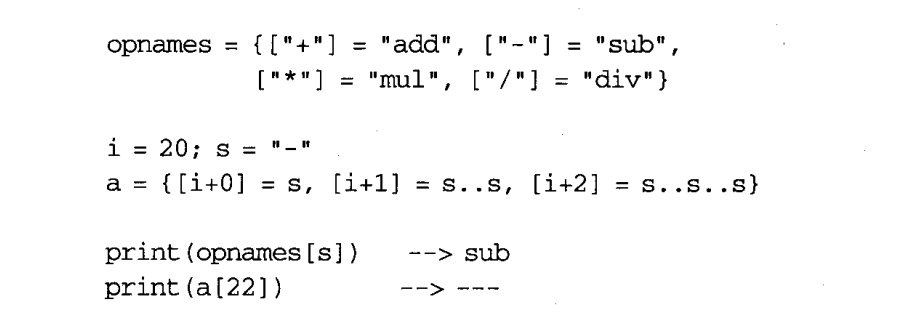 opnames = {["+"] = "add", ["-"] = "sub",
["*"] = "mul", ["/"] = "div"}
i = 20; s = "-"
a = {[i+0] = s, [i+1] = s..s, [i+2] = s..s..s}
print(opnames[s])    --> sub
print(a[22])         --> ---